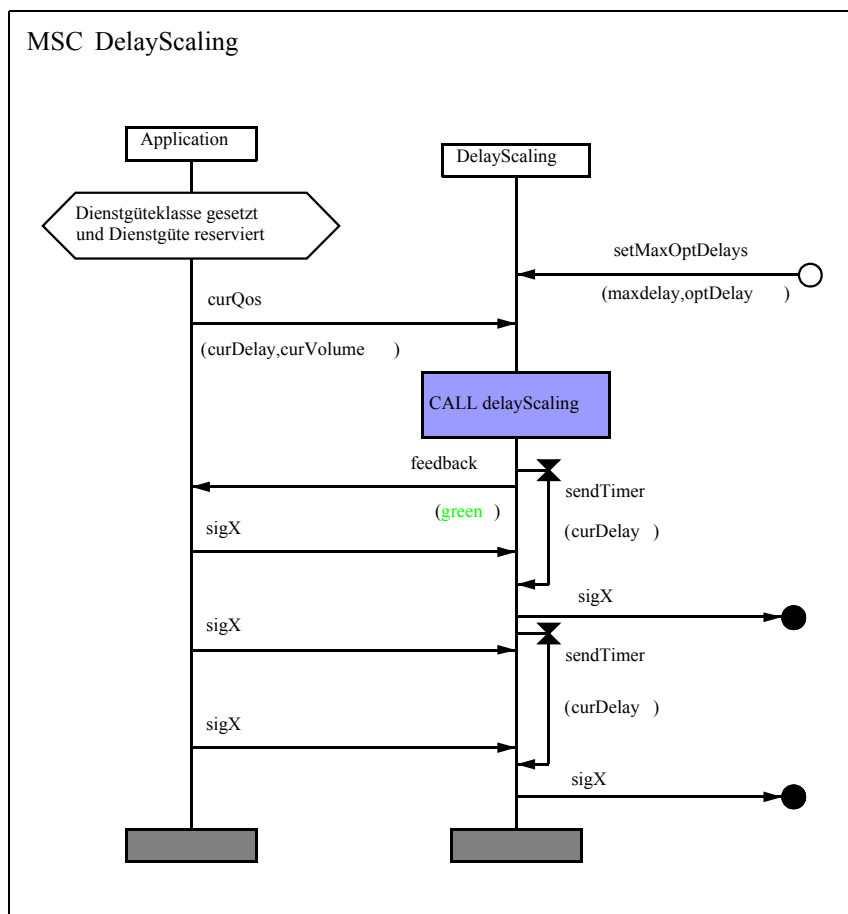 MSC DelayScaling
Application
DelayScaling
Dienstgüteklasse gesetzt
und Dienstgüte reserviert
setMaxOptDelays
(maxdelay,optDelay )
curQos
(curDelay,curVolume )
CALL delayScaling
feedback
(green )
sendTimer
(curDelay )
sigX
sigX
sigX
sendTimer
(curDelay )
sigX
sigX